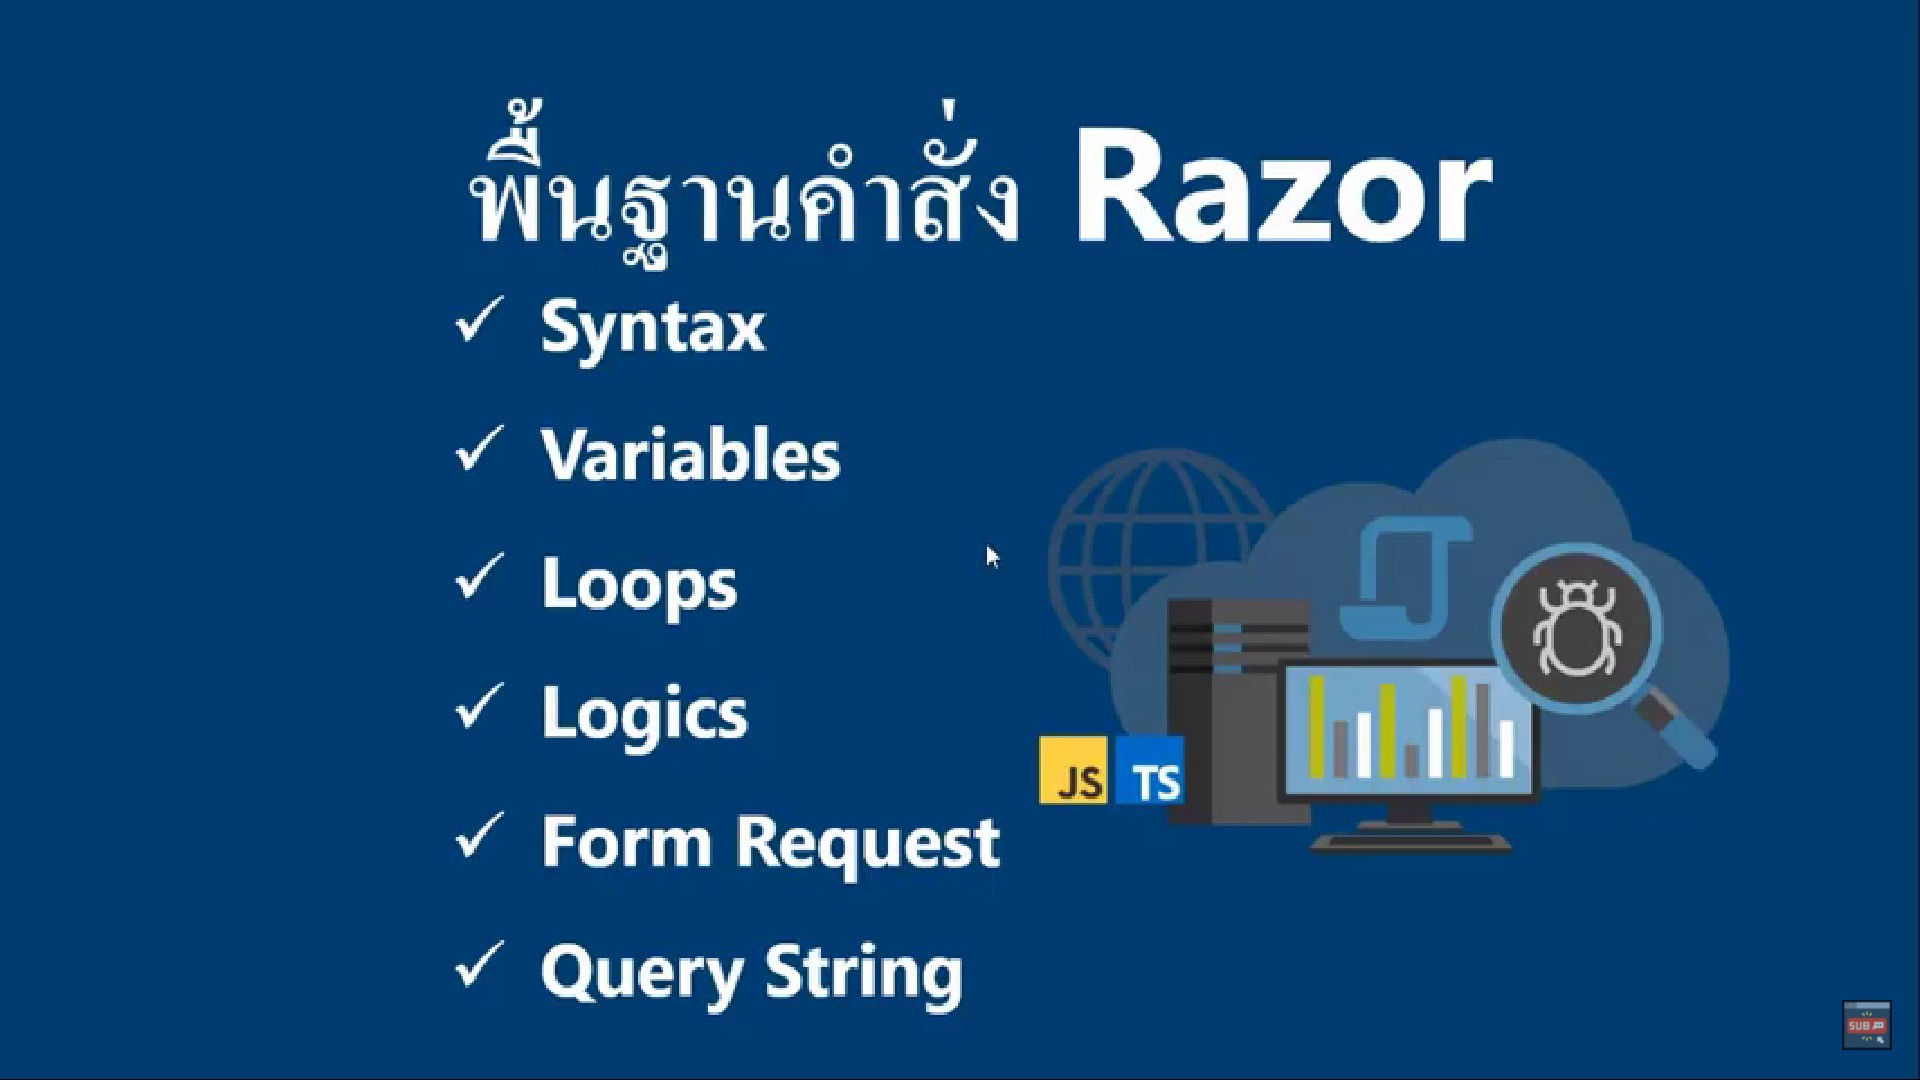 พื้นฐานคำสั่ง Razor
✓ Syntax
✓ Variables
✓ Loops
✓ Logics
✓ Form Request
✓ Query String
JS TS
SUB